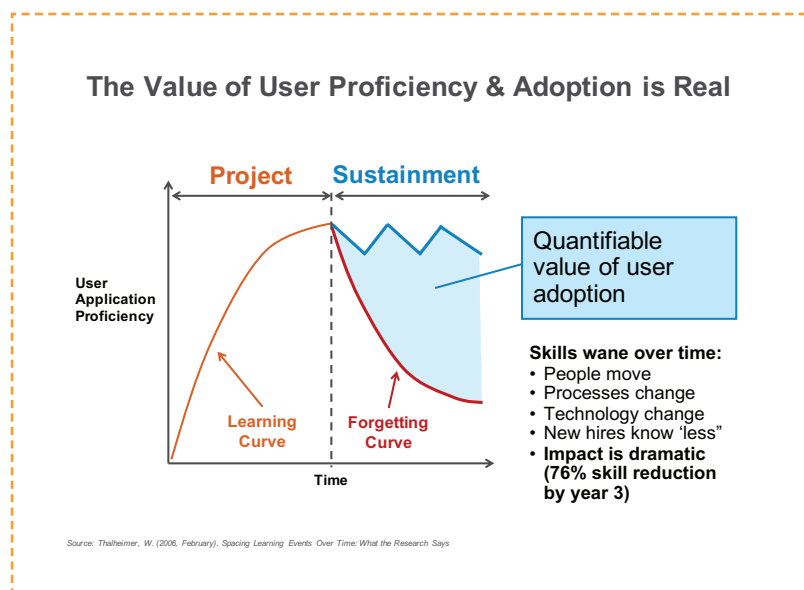 The Value of User Proficiency & Adoption is Real
Project
Sustainment
User
Application
Proficiency
Quantifiable
value of user
adoption
Learning
Curve
Forgetting
Curve
Time
Skills wane over time:
• People move
• Processes change
• Technology change
• New hires know ‘less”
• Impact is dramatic
(76% skill reduction
by year 3)
Source: Thalheimer, W. (2006, February). Spacing Learning Events Over Time: What the Research Says